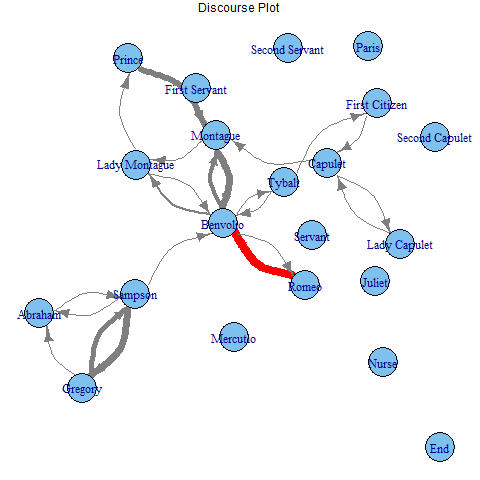 Discourse Plot
Second Servant
Paris
Prince
First Servant
First Citizen
Montague
Second Capulet
Lady Montague
Capulet
Tybalt
Benvolio
Servant
Lady Capulet
Juliet
Romeo
Sampson
Abraham
Mercutio
Nurse
Gregory
End